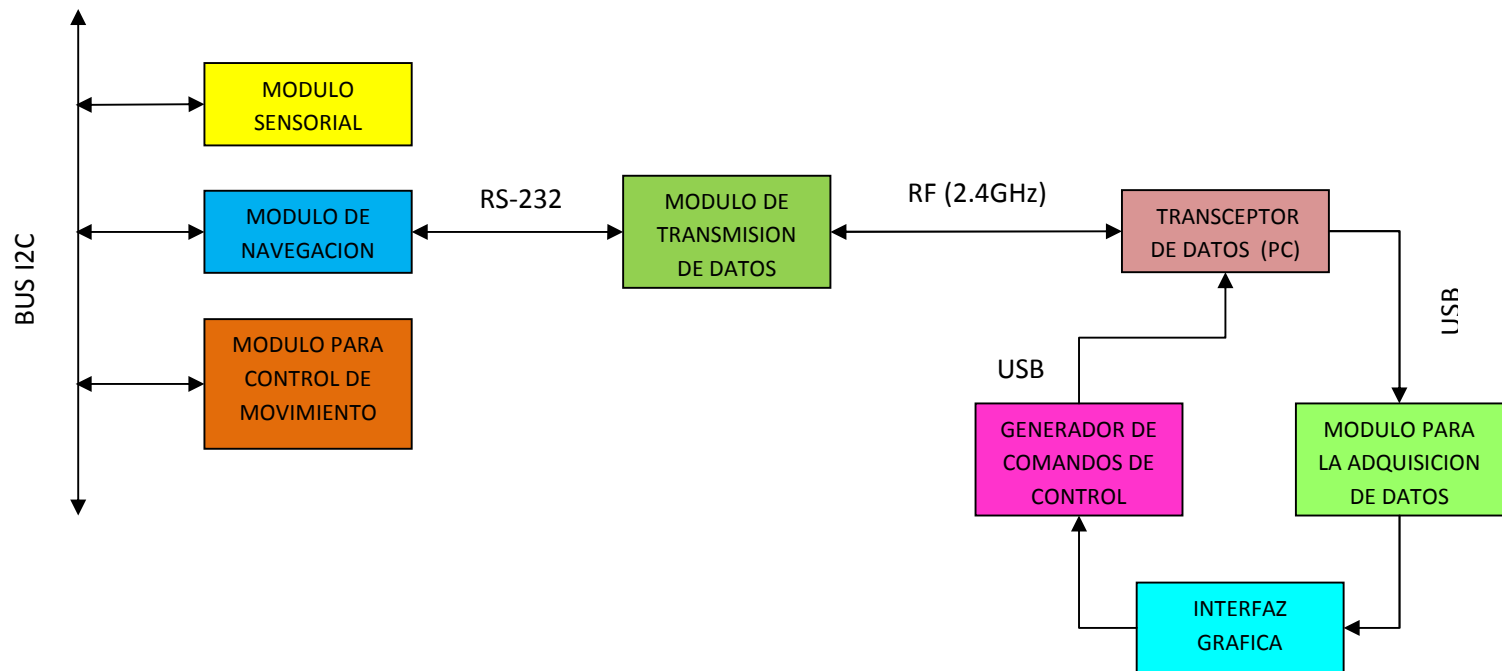 BUS I2C
MODULO
SENSORIAL
MODULO DE
NAVEGACION
MODULO PARA
CONTROL DE
MOVIMIENTO
RS-232
MODULO DE
TRANSMISION
DE DATOS
RF (2.4GHz)
TRANSCEPTOR
DE DATOS (PC)
USB
USB
GENERADOR DE
COMANDOS DE
CONTROL
MODULO PARA
LA ADQUISICION
DE DATOS
INTERFAZ
GRAFICA